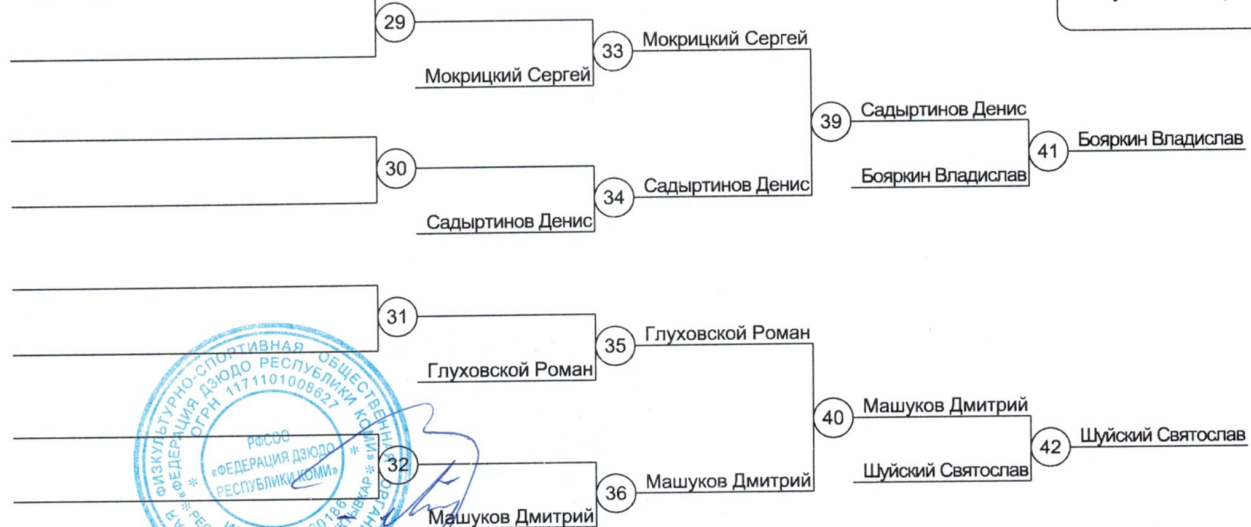 29
33
Мокрицкий Сергей
Мокрицкий Сергей
39
Садыртинов Денис
41
Бояркин Владислав
Бояркин Владислав
30
34
Садыртинов Денис
Садыртинов Денис
31
35
Глуховской Роман
Глуховской Роман
40
Машуков Дмитрий
42
Шуйский Святослав
Шуйский Святослав
32
36
Машуков Дмитрий
Машуков Дмитрий
ФИЗКУЛЬТУРНО-СПОРТИВНАЯ ОБЩЕСТВЕННАЯ
«ФЕДЕРАЦИЯ ДЗЮДО РЕСПУБЛИКИ КОМИ»
ОГРН 1171101008627
РФСОО
«ФЕДЕРАЦИЯ ДЗЮДО
РЕСПУБЛИКИ КОМИ»